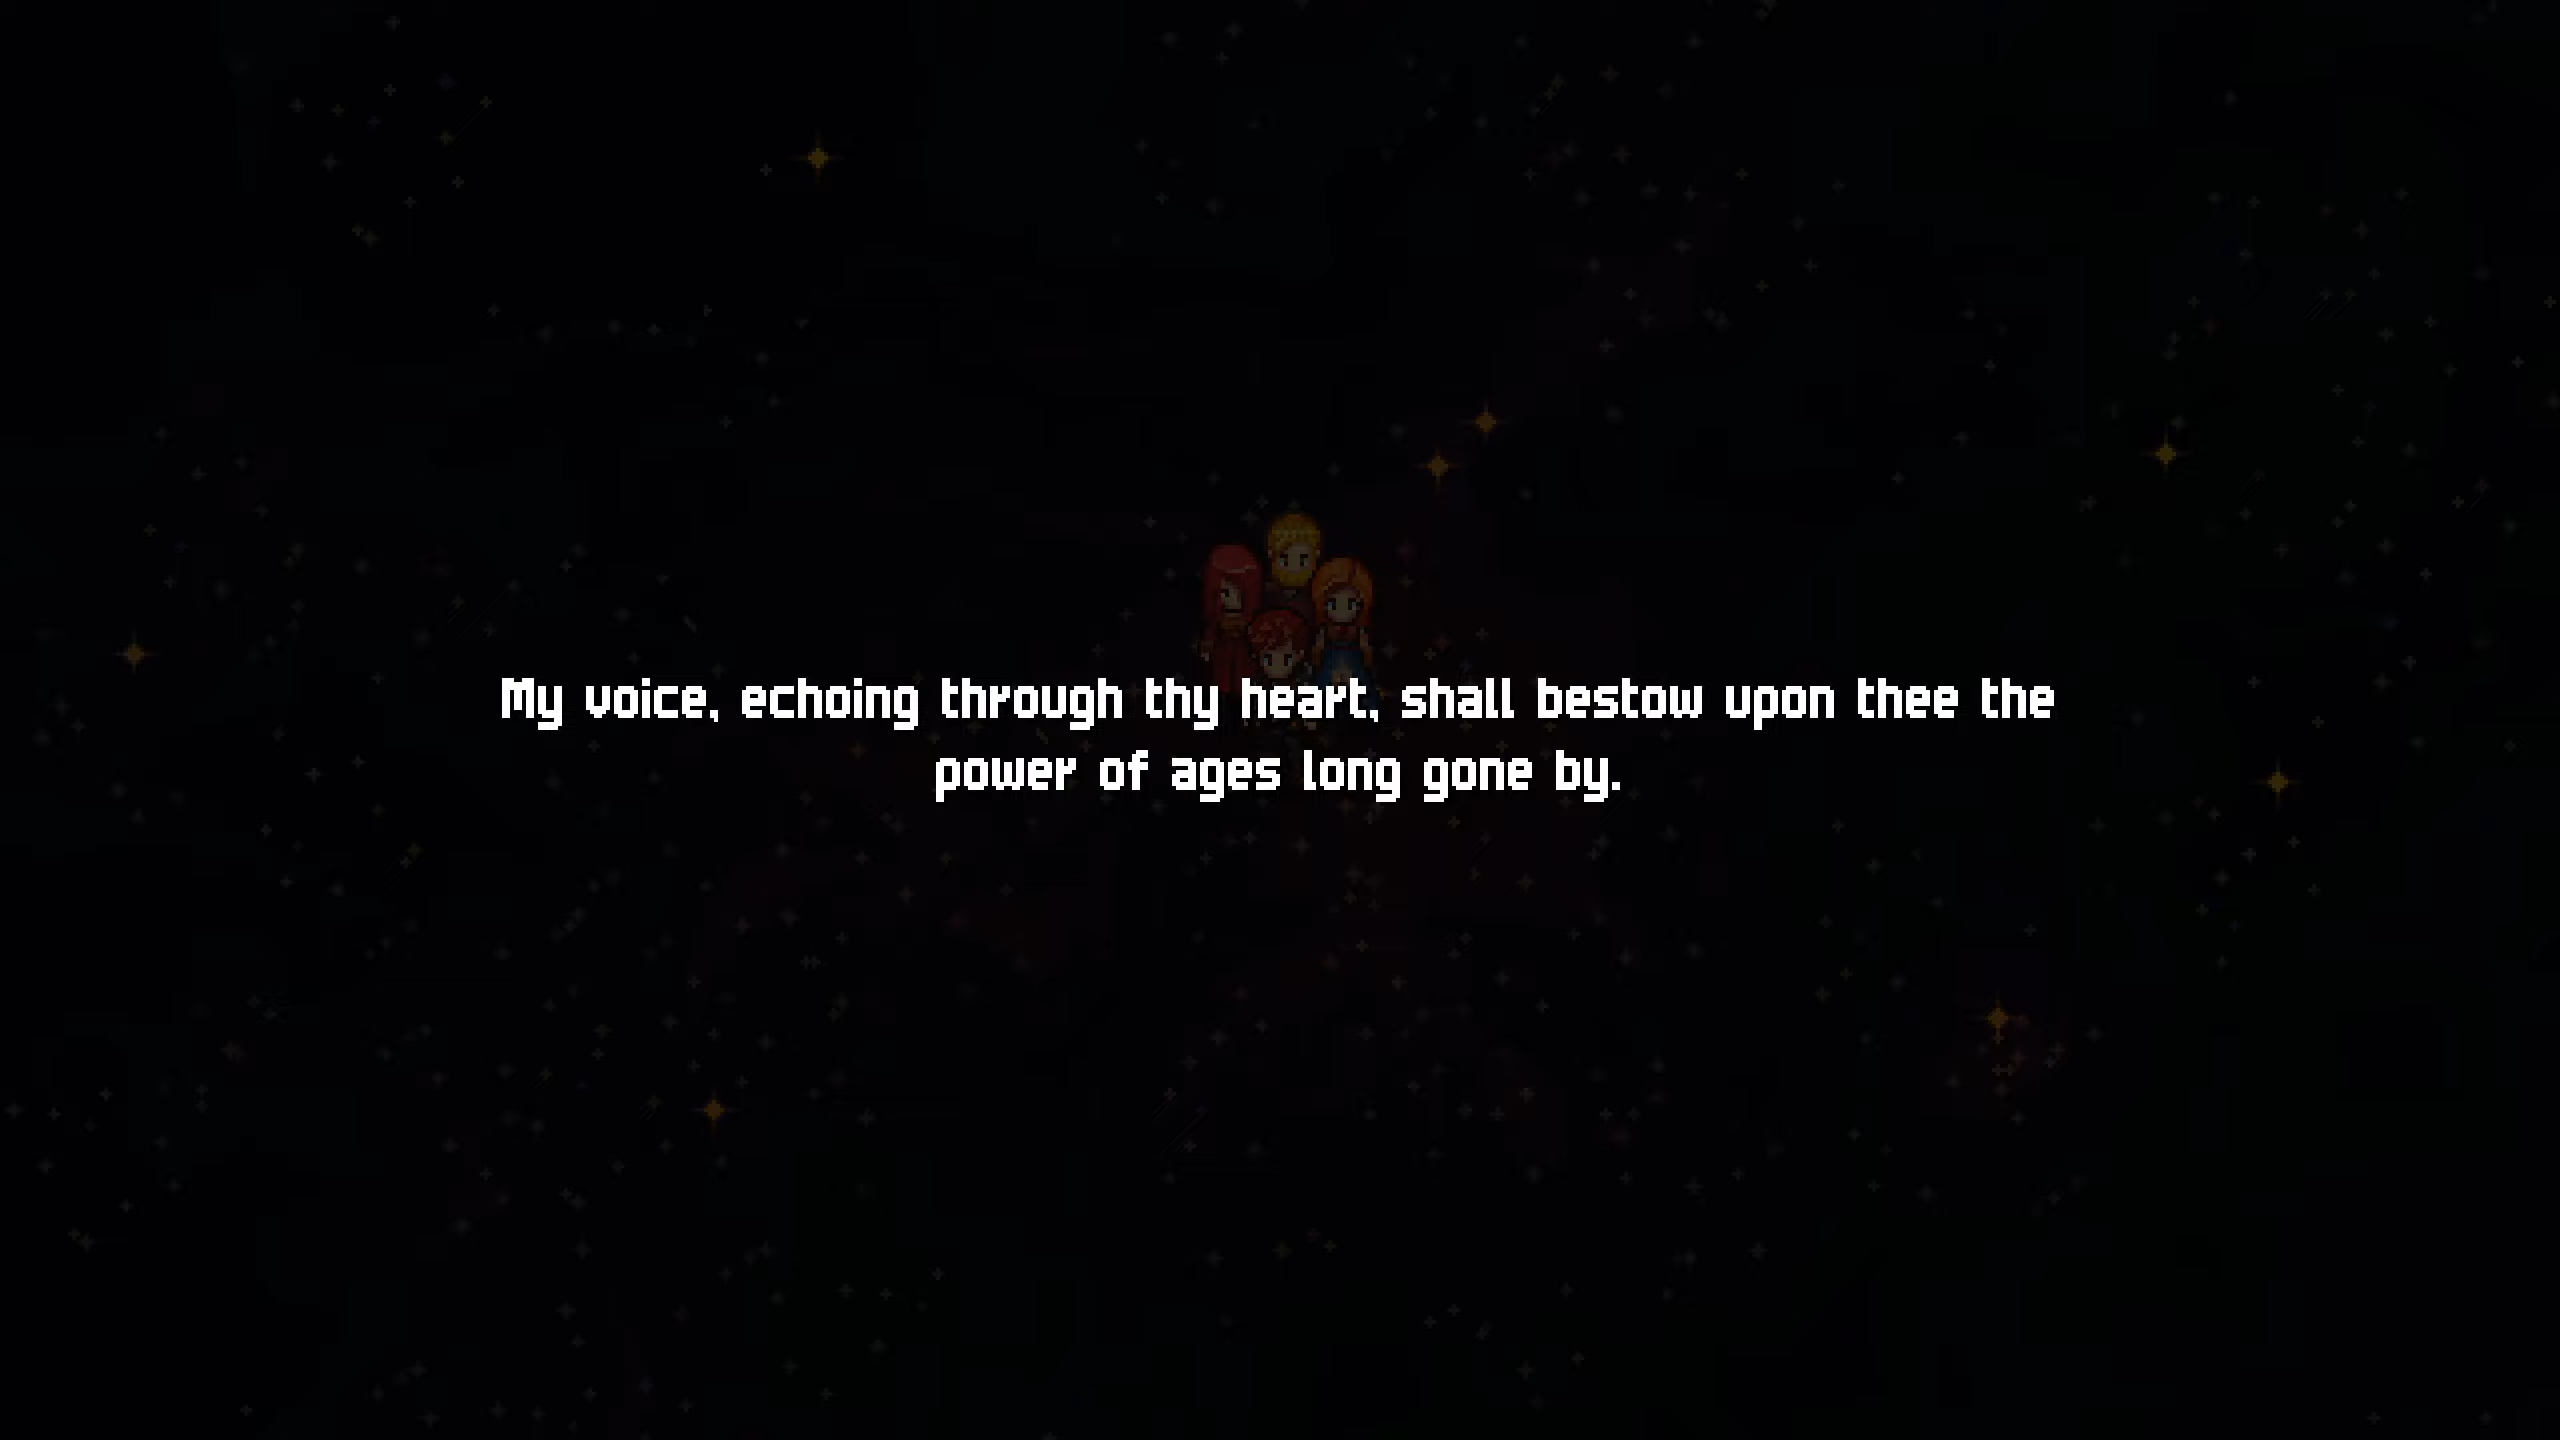 My voice, echoing through thy heart, shall bestow upon thee the
power of ages long gone by.